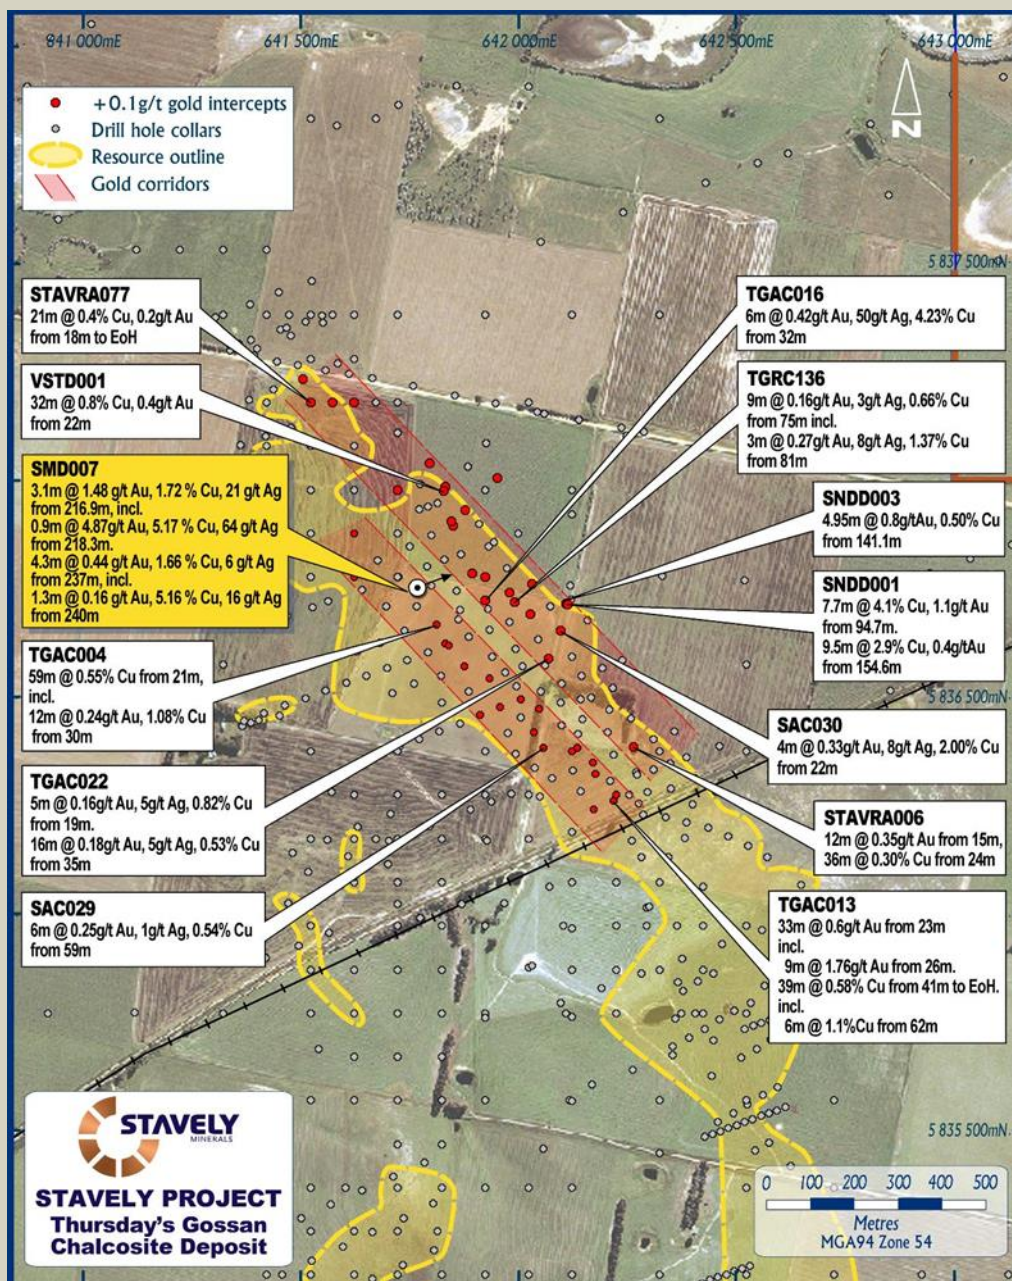 641 000mE
641 500mE
642 000mE
642 500mE
643 000mE
+0.1g/t gold intercepts
Drill hole collars
Resource outline
Gold corridors
N
5 837 500mN
STAVRA077
21m @ 0.4% Cu, 0.2g/t Au
from 18m to EoH
VSTD001
32m @ 0.8% Cu, 0.4g/t Au
from 22m
SMD007
3.1m @ 1.48 g/t Au, 1.72 % Cu, 21 g/t Ag
from 216.9m, incl.
0.9m @ 4.87g/t Au, 5.17 % Cu, 64 g/t Ag
from 218.3m.
4.3m @ 0.44 g/t Au, 1.66 % Cu, 6 g/t Ag
from 237m, incl.
1.3m @ 0.16 g/t Au, 5.16 % Cu, 16 g/t Ag
from 240m
TGAC004
59m @ 0.55% Cu from 21m,
incl.
12m @ 0.24g/t Au, 1.08% Cu
from 30m
TGAC022
5m @ 0.16g/t Au, 5g/t Ag, 0.82% Cu
from 19m.
16m @ 0.18g/t Au, 5g/t Ag, 0.53% Cu
from 35m
SAC029
6m @ 0.25g/t Au, 1g/t Ag, 0.54% Cu
from 59m
TGAC016
6m @ 0.42g/t Au, 50g/t Ag, 4.23% Cu
from 32m
TGRC136
9m @ 0.16g/t Au, 3g/t Ag, 0.66% Cu
from 75m incl.
3m @ 0.27g/t Au, 8g/t Ag, 1.37% Cu
from 81m
SNDD003
4.95m @ 0.8g/tAu, 0.50% Cu
from 141.1m
SNDD001
7.7m @ 4.1% Cu, 1.1g/t Au
from 94.7m.
9.5m @ 2.9% Cu, 0.4g/tAu
from 154.6m
5 836 500mN
SAC030
4m @ 0.33g/t Au, 8g/t Ag, 2.00% Cu
from 22m
STAVRA006
12m @ 0.35g/t Au from 15m,
36m @ 0.30% Cu from 24m
TGAC013
33m @ 0.6g/t Au from 23m
incl.
9m @ 1.76g/t Au from 26m.
39m @ 0.58% Cu from 41m to EoH.
incl.
6m @ 1.1%Cu from 62m
5 835 500mN
STAVELY
MINERALS
STAVELY PROJECT
Thursday's Gossan
Chalcosite Deposit
0 100 200 300 400 500
Metres
MGA94 Zone 54